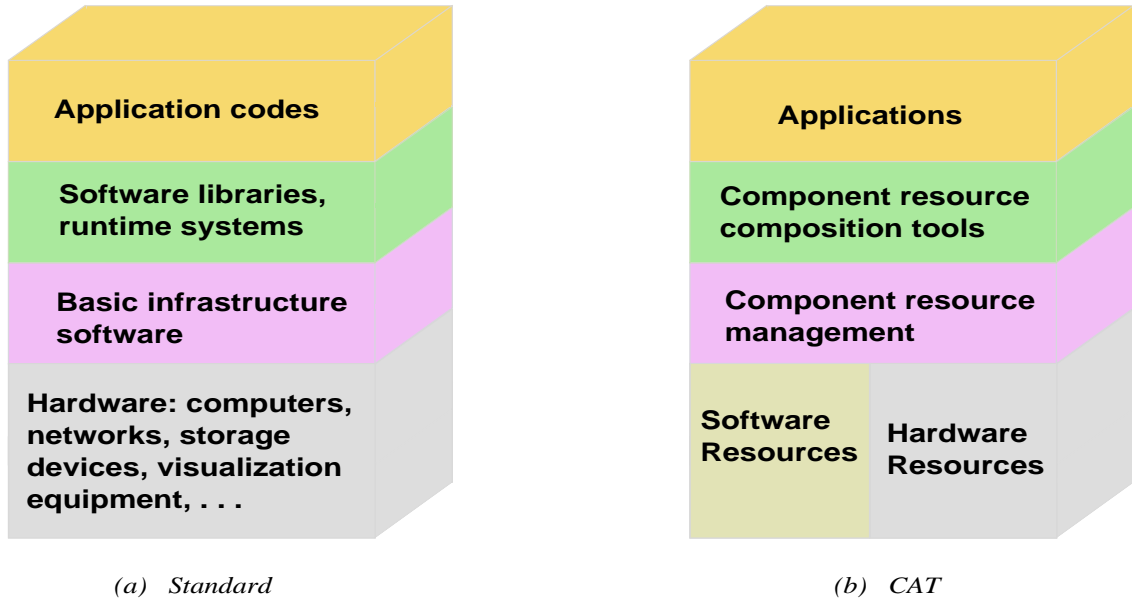 Application codes
Software libraries,
runtime systems
Basic infrastructure
software
Hardware: computers,
networks, storage
devices, visualization
equipment, . . .
(a) Standard
Applications
Component resource
composition tools
Component resource
management
Software
Resources
Hardware
Resources
(b) CAT